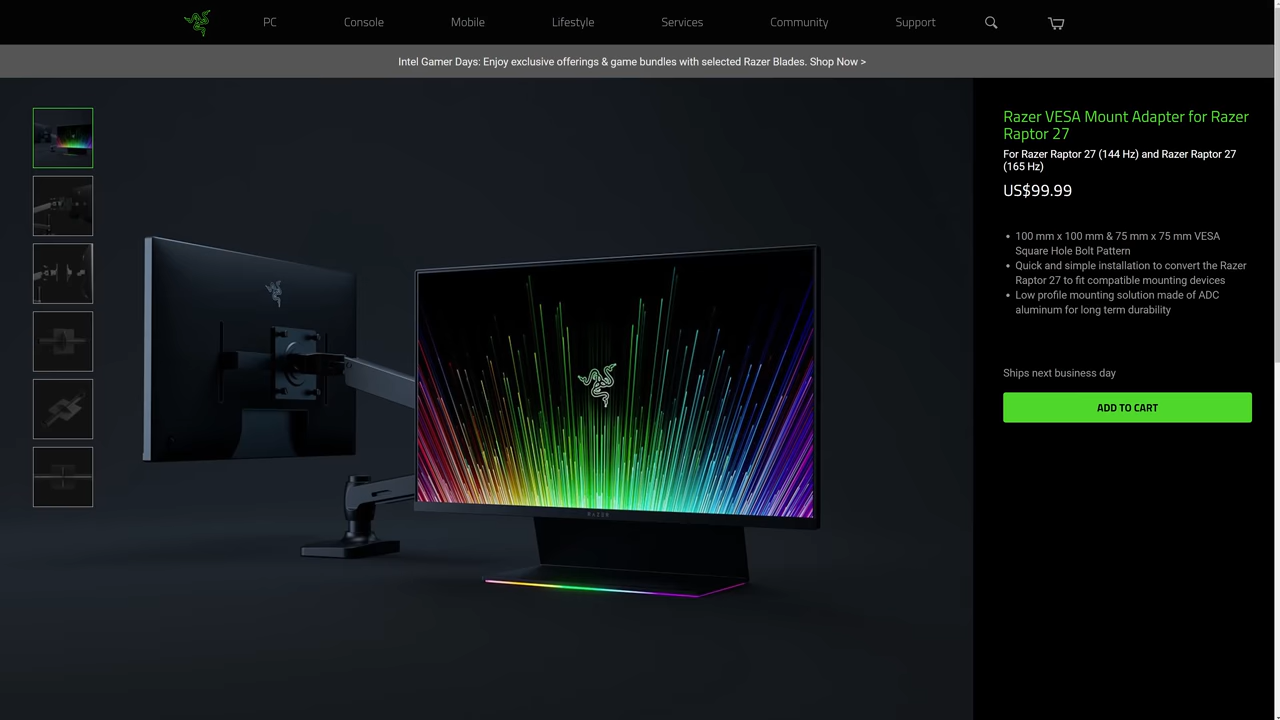 PC
Console
Mobile
Lifestyle
Services
Community
Support
Intel Gamer Days: Enjoy exclusive offerings & game bundles with selected Razer Blades. Shop Now >
Razer VESA Mount Adapter for Razer
Raptor 27
For Razer Raptor 27 (144 Hz) and Razer Raptor 27
(165 Hz)
US$99.99
• 100 mm x 100 mm & 75 mm x 75 mm VESA
Square Hole Bolt Pattern
• Quick and simple installation to convert the Razer
Raptor 27 to fit compatible mounting devices
• Low profile mounting solution made of ADC
aluminum for long term durability
Ships next business day
ADD TO CART
RAZER